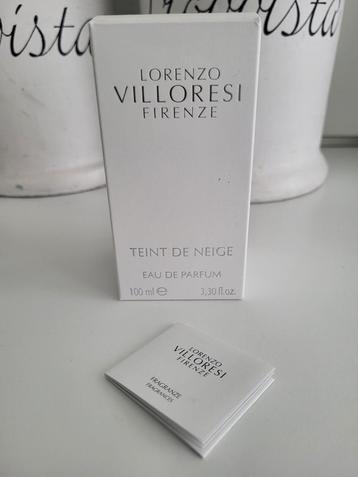 LORENZO
VILLORESI
FIRENZE
TEINT DE NEIGE
EAU DE PARFUM
100 ml ℮ 3,30 fl.oz.
LORENZO
VILLORESI
FIRENZE
FRAGRANZE
FRAGRANCES